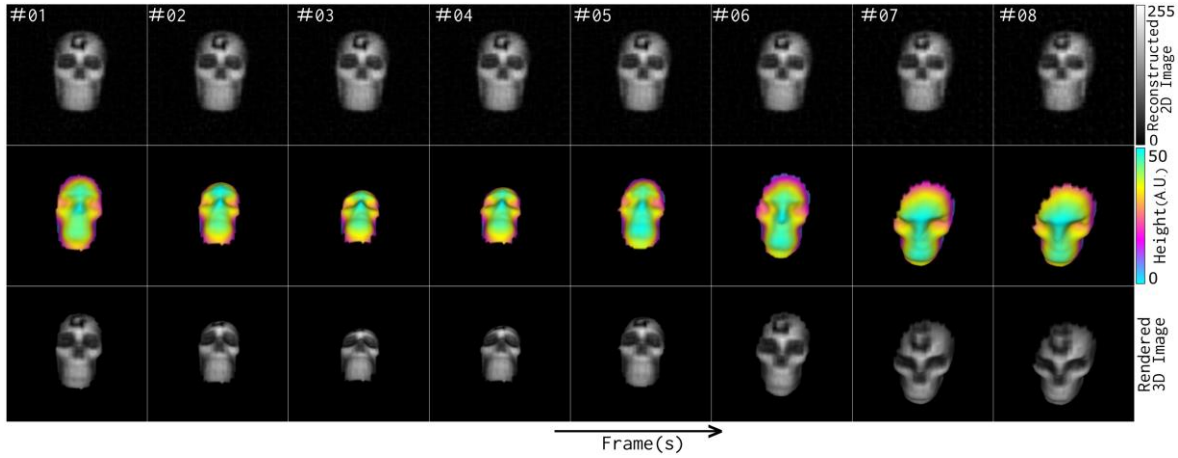 #01 #02 #03 #04 #05 #06 #07 #08
255
Reconstructed
2D Image
0
50
Height(A.U.)
0
Rendered
3D Image
Frame(s)